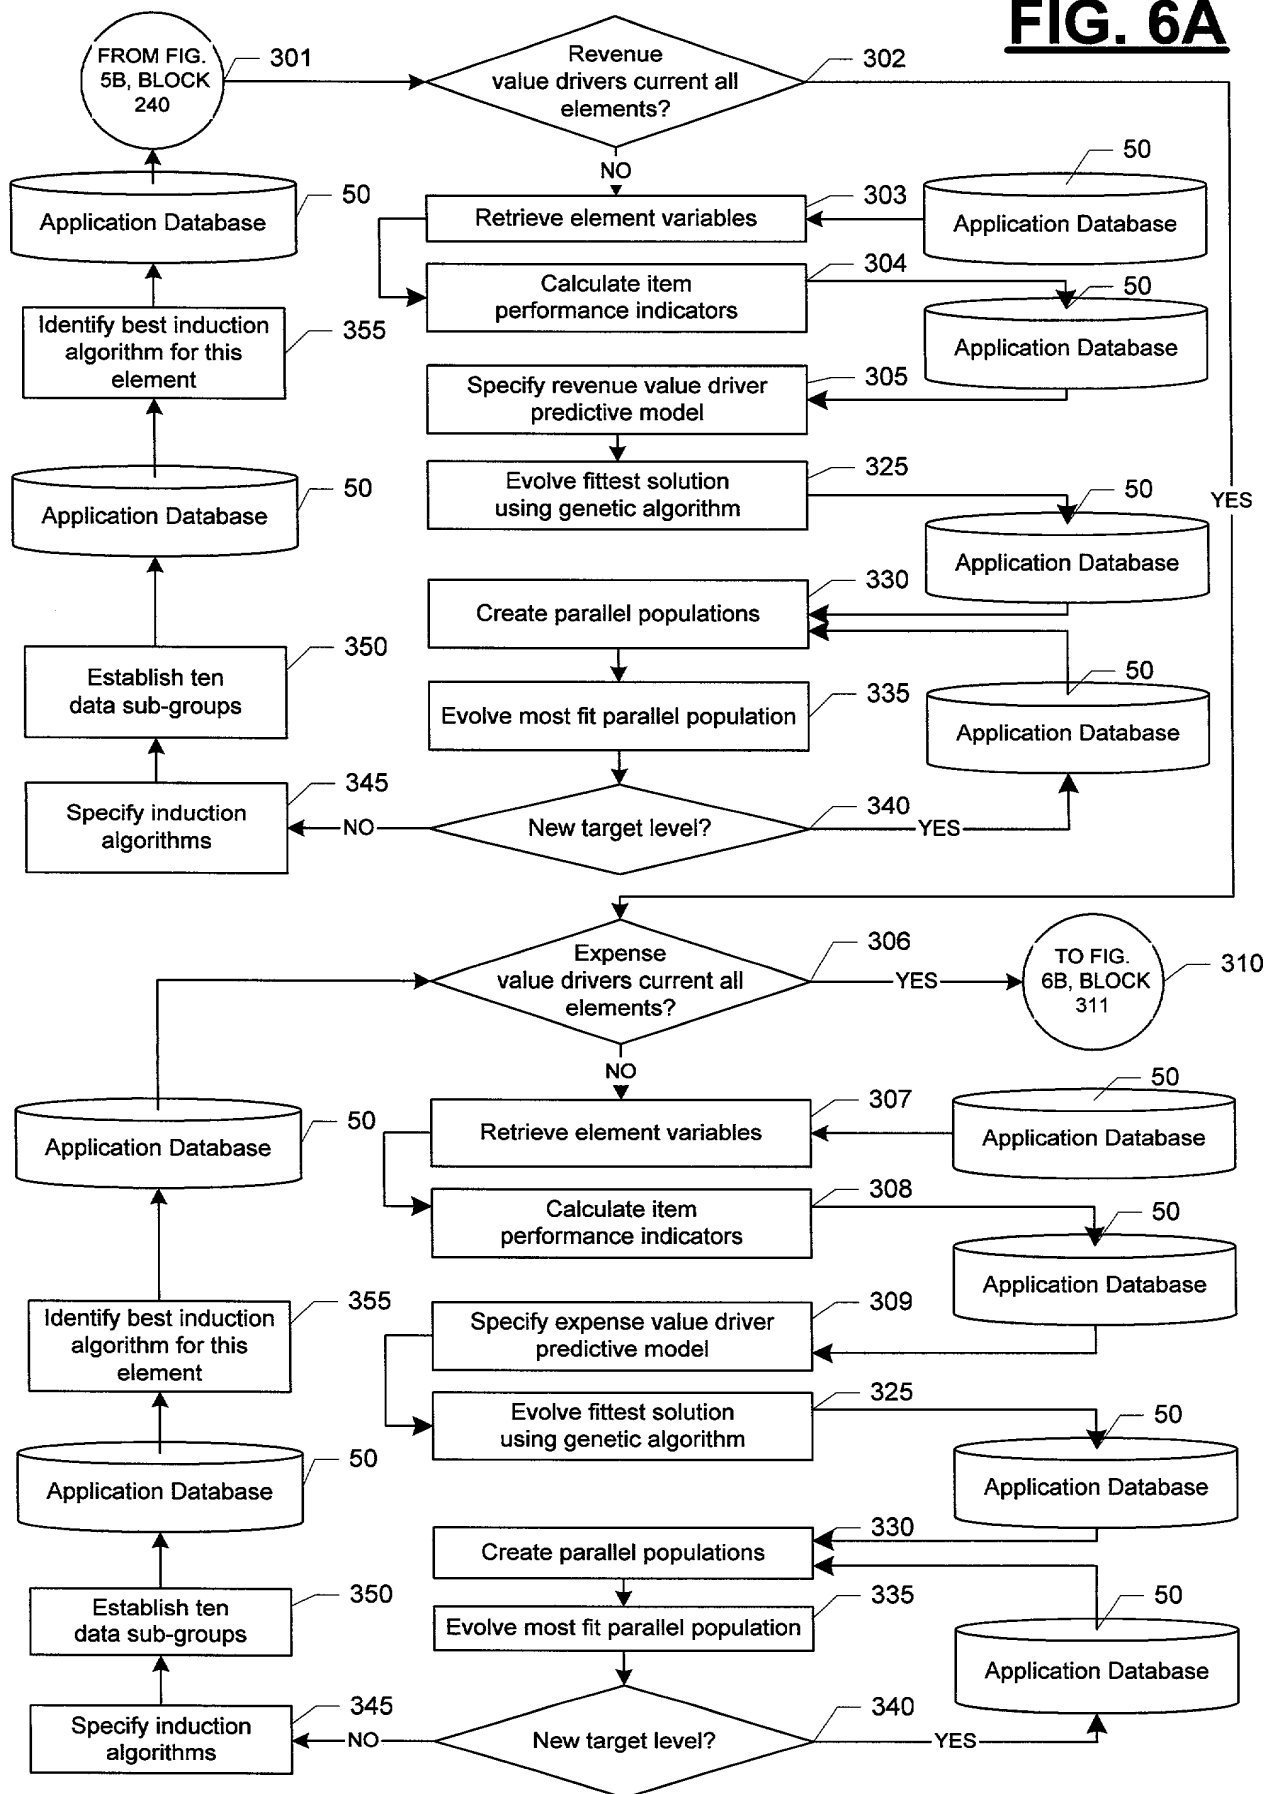 FIG. 6A
FROM FIG.
5B, BLOCK
240
301
Revenue
value drivers current all
elements?
302
NO
Retrieve element variables
303
50
Application Database
Calculate item
performance indicators
304
50
Application Database
Specify revenue value driver
predictive model
305
Evolve fittest solution
using genetic algorithm
325
50
Application Database
YES
Create parallel populations
330
Evolve most fit parallel population
335
50
Application Database
New target level?
340
YES
NO
Specify induction
algorithms
345
Establish ten
data sub-groups
350
Application Database
50
Identify best induction
algorithm for this
element
355
Application Database
50
Expense
value drivers current all
elements?
306
YES
TO FIG.
6B, BLOCK
311
310
NO
Retrieve element variables
307
50
Application Database
Calculate item
performance indicators
308
50
Application Database
Specify expense value driver
predictive model
309
Evolve fittest solution
using genetic algorithm
325
50
Application Database
Create parallel populations
330
Evolve most fit parallel population
335
50
Application Database
New target level?
340
YES
NO
Specify induction
algorithms
345
Establish ten
data sub-groups
350
Application Database
50
Identify best induction
algorithm for this
element
355
Application Database
50